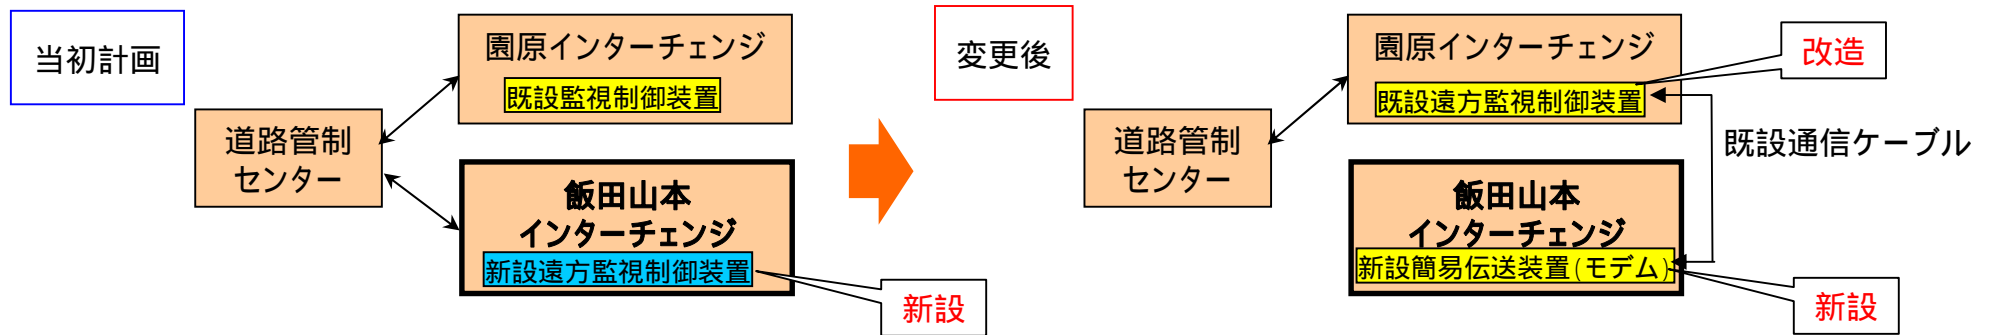 当初計画
園原インターチェンジ
既設監視制御装置
道路管制
センター
飯田山本
インターチェンジ
新設遠方監視制御装置
新設
変更後
園原インターチェンジ
既設遠方監視制御装置
改造
道路管制
センター
既設通信ケーブル
飯田山本
インターチェンジ
新設簡易伝送装置(モデム)
新設